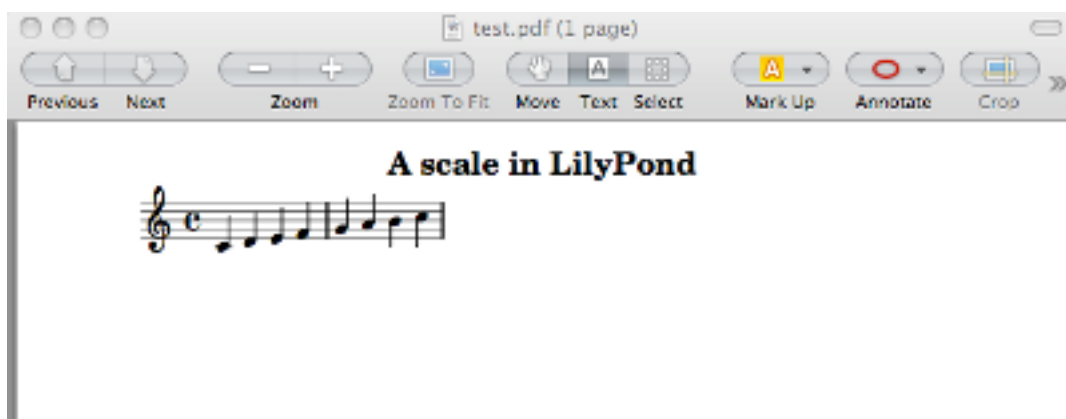 test.pdf (1 page)
Previous Next Zoom Zoom To Fit Move Text Select Mark Up Annotate Crop
A scale in LilyPond